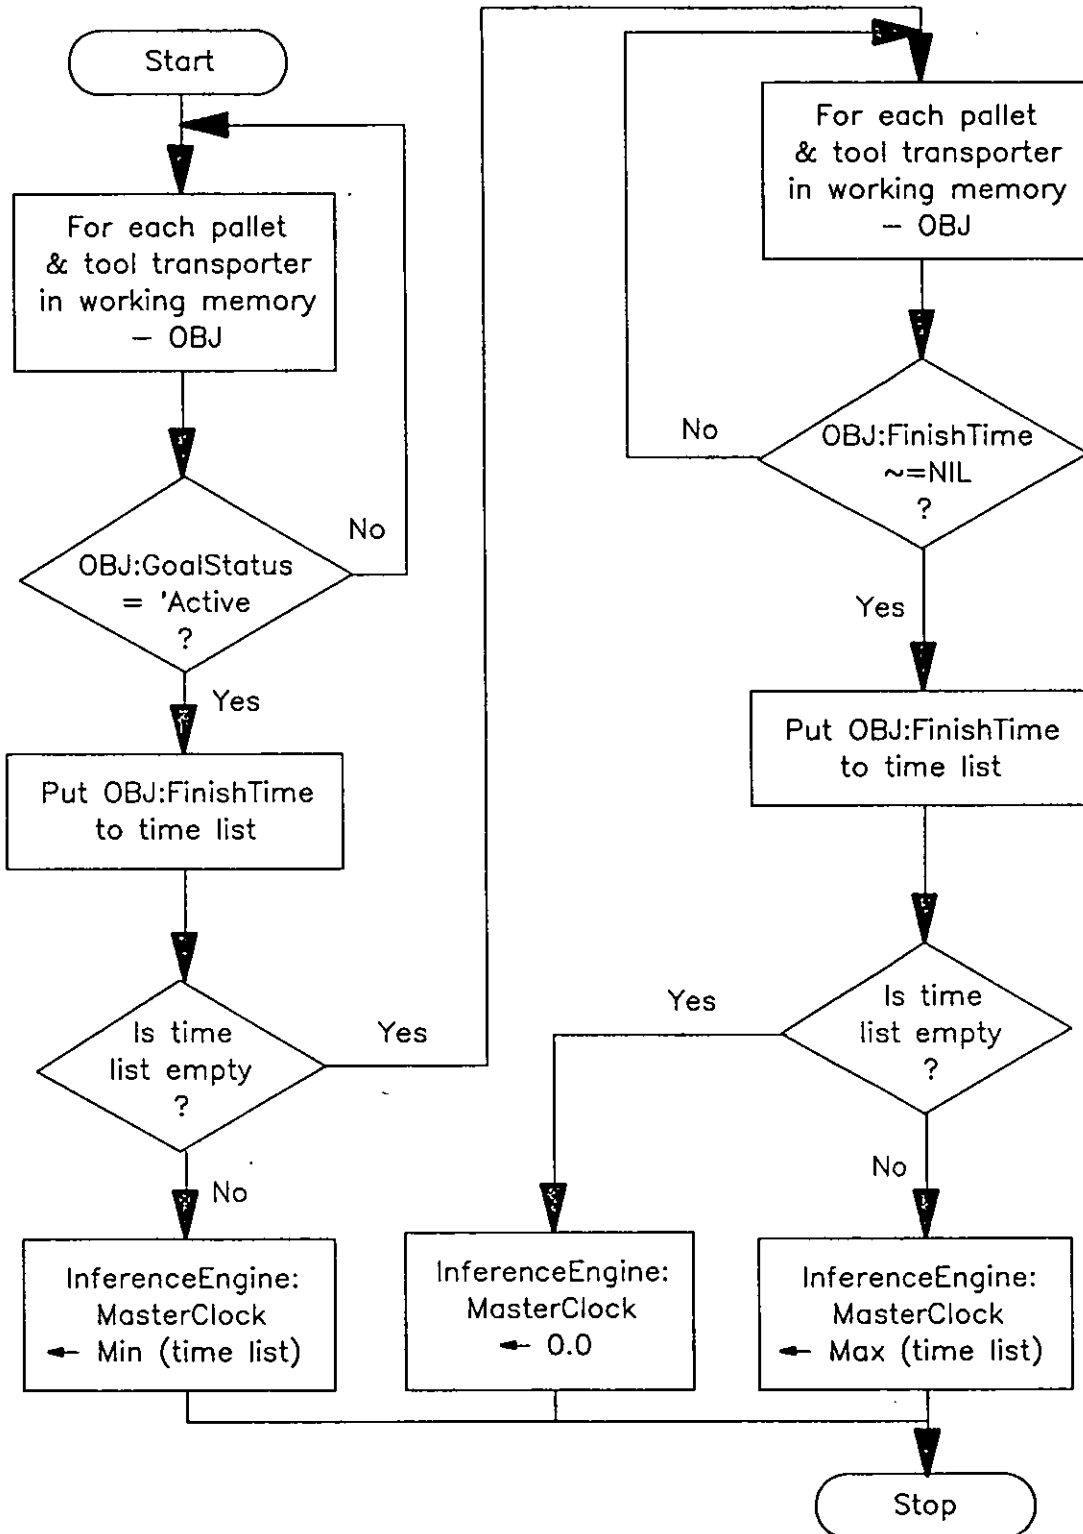 Start
For each pallet
& tool transporter
in working memory
– OBJ
No
OBJ:GoalStatus
= 'Active
?
Yes
Put OBJ:FinishTime
to time list
Is time
list empty
?
Yes
No
InferenceEngine:
MasterClock
← Min (time list)
For each pallet
& tool transporter
in working memory
– OBJ
No
OBJ:FinishTime
~=NIL
?
Yes
Put OBJ:FinishTime
to time list
Is time
list empty
?
Yes
No
InferenceEngine:
MasterClock
← 0.0
InferenceEngine:
MasterClock
← Max (time list)
Stop